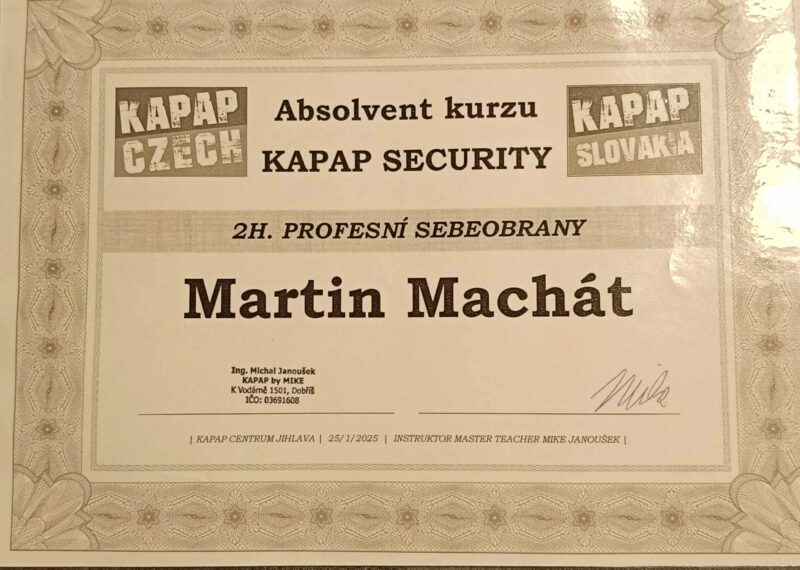 KAPAP
CZECH
Absolvent kurzu
KAPAP SECURITY
KAPAP
SLOVAKIA
2H. PROFESNÍ SEBEOBRANY
Martin Machát
Ing. Michal Janoušek
KAPAP by MIKE
K Vodárně 1501, Dobříš
IČO: 03691608
Mike
| KAPAP CENTRUM JIHLAVA | 25/1/2025 | INSTRUKTOR MASTER TEACHER MIKE JANOUŠEK |